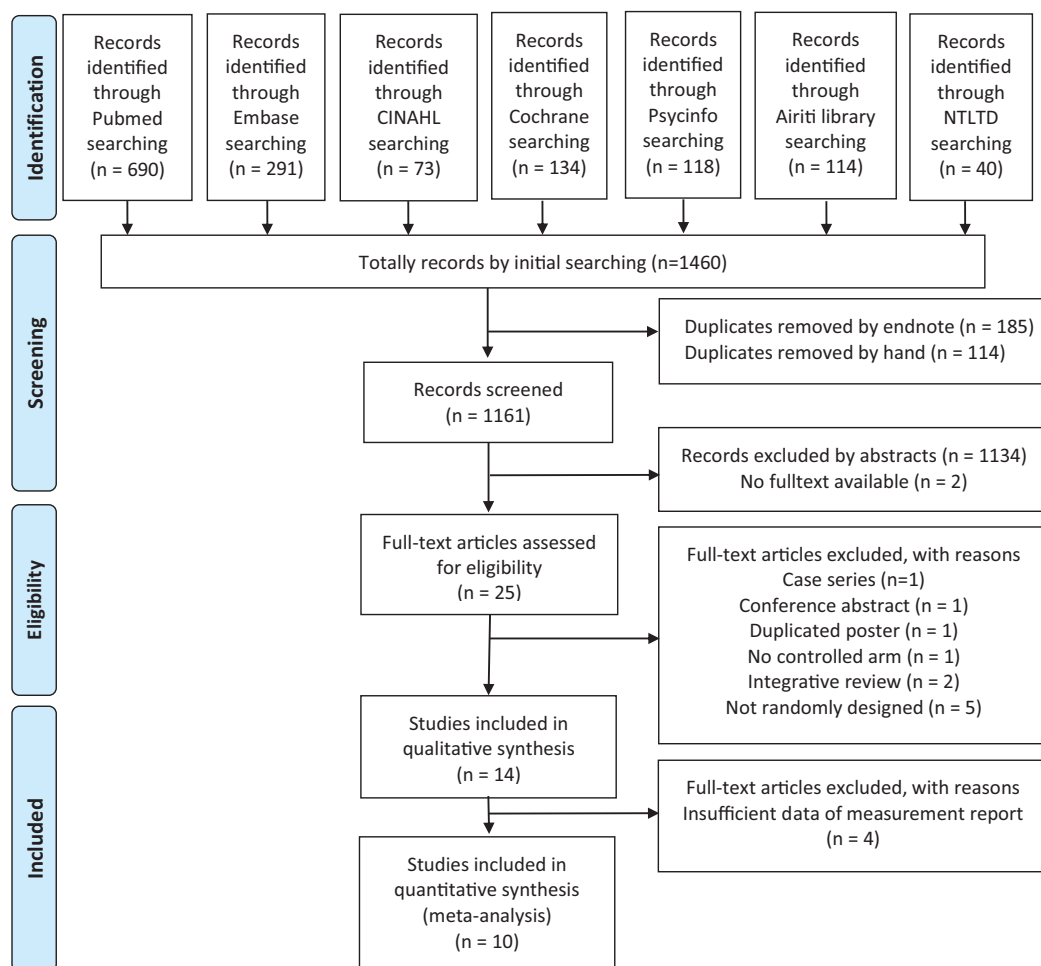 Identification
Records
identified
through
Pubmed
searching
(n = 690)
Records
identified
through
Embase
searching
(n = 291)
Records
identified
through
CINAHL
searching
(n = 73)
Records
identified
through
Cochrane
searching
(n = 134)
Records
identified
through
Psycinfo
searching
(n = 118)
Records
identified
through
Airiti library
searching
(n = 114)
Records
identified
through
NTLTD
searching
(n = 40)
Totally records by initial searching (n=1460)
Screening
Duplicates removed by endnote (n = 185)
Duplicates removed by hand (n = 114)
Records screened
(n = 1161)
Records excluded by abstracts (n = 1134)
No fulltext available (n = 2)
Eligibility
Full-text articles assessed
for eligibility
(n = 25)
Full-text articles excluded, with reasons
Case series (n=1)
Conference abstract (n = 1)
Duplicated poster (n = 1)
No controlled arm (n = 1)
Integrative review (n = 2)
Not randomly designed (n = 5)
Included
Studies included in
qualitative synthesis
(n = 14)
Full-text articles excluded, with reasons
Insufficient data of measurement report
(n = 4)
Studies included in
quantitative synthesis
(meta-analysis)
(n = 10)